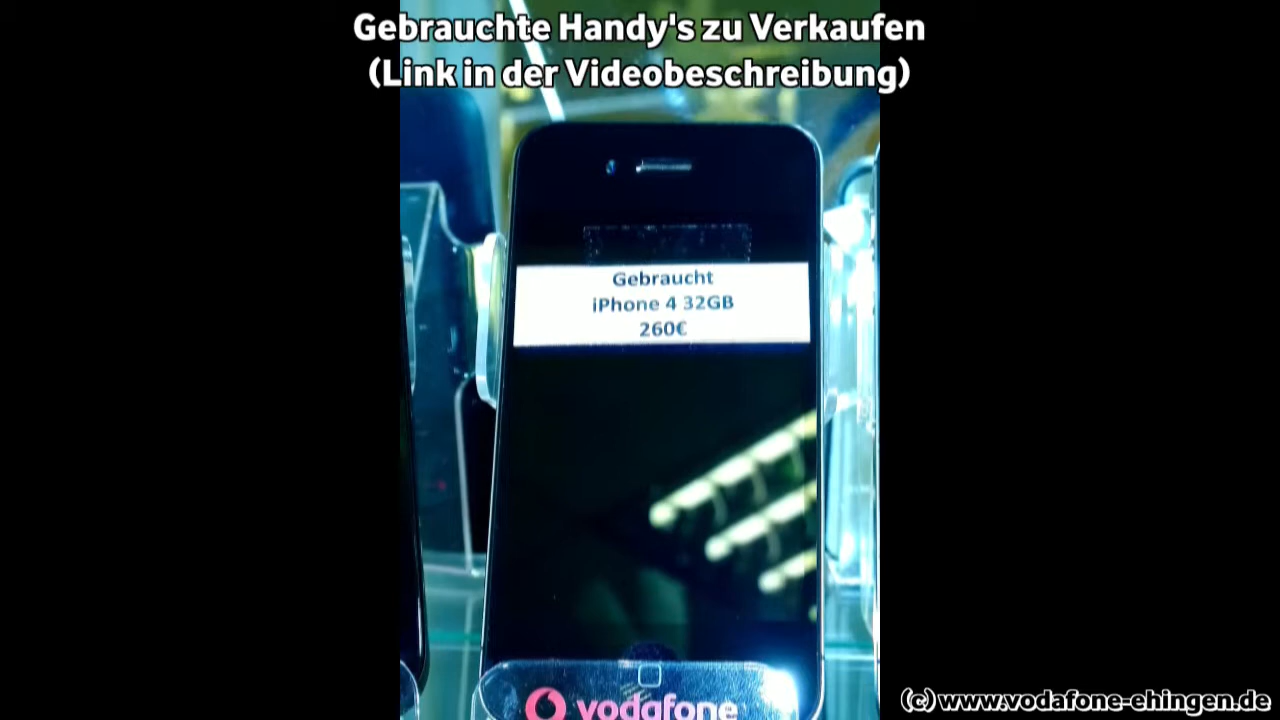 Gebrauchte Handy's zu Verkaufen
(Link in der Videobeschreibung)
Gebraucht
iPhone 4 32GB
260€
vodafone
(c) www.vodafone-ehingen.de